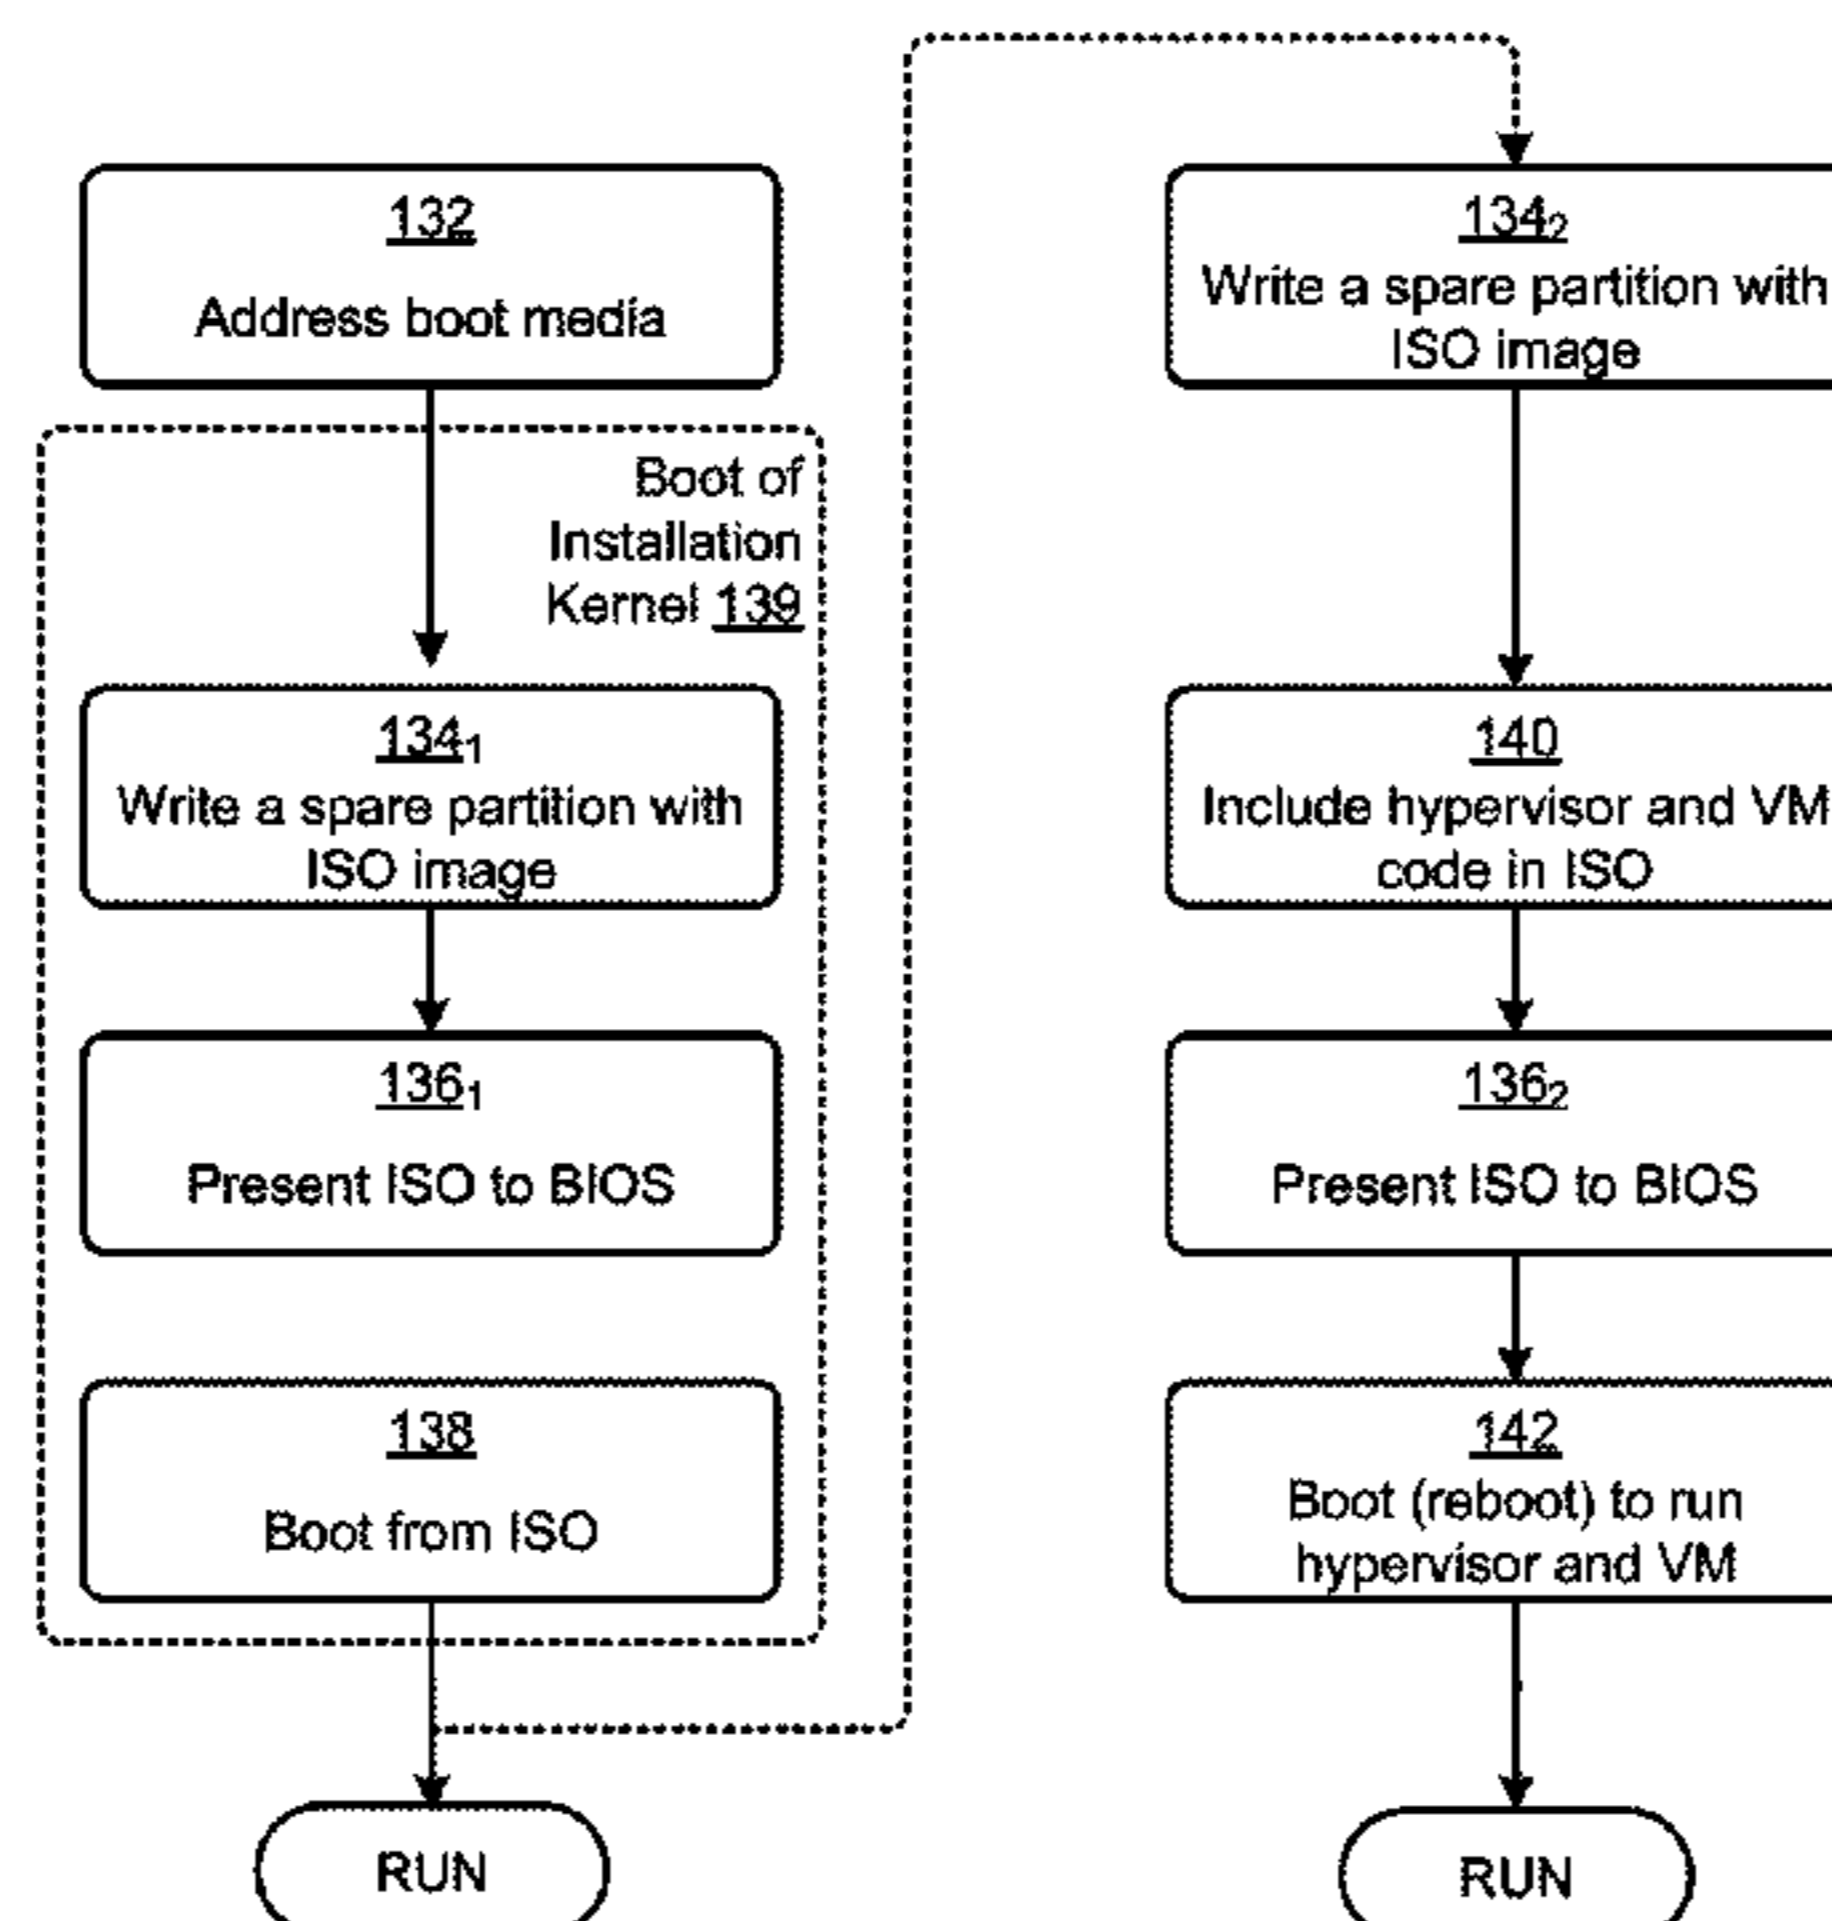 132
Address boot media
Boot of
Installation
Kernel 139
134₁
Write a spare partition with
ISO image
136₁
Present ISO to BIOS
138
Boot from ISO
RUN
134₂
Write a spare partition with
ISO image
140
Include hypervisor and VM
code in ISO
136₂
Present ISO to BIOS
142
Boot (reboot) to run
hypervisor and VM
RUN